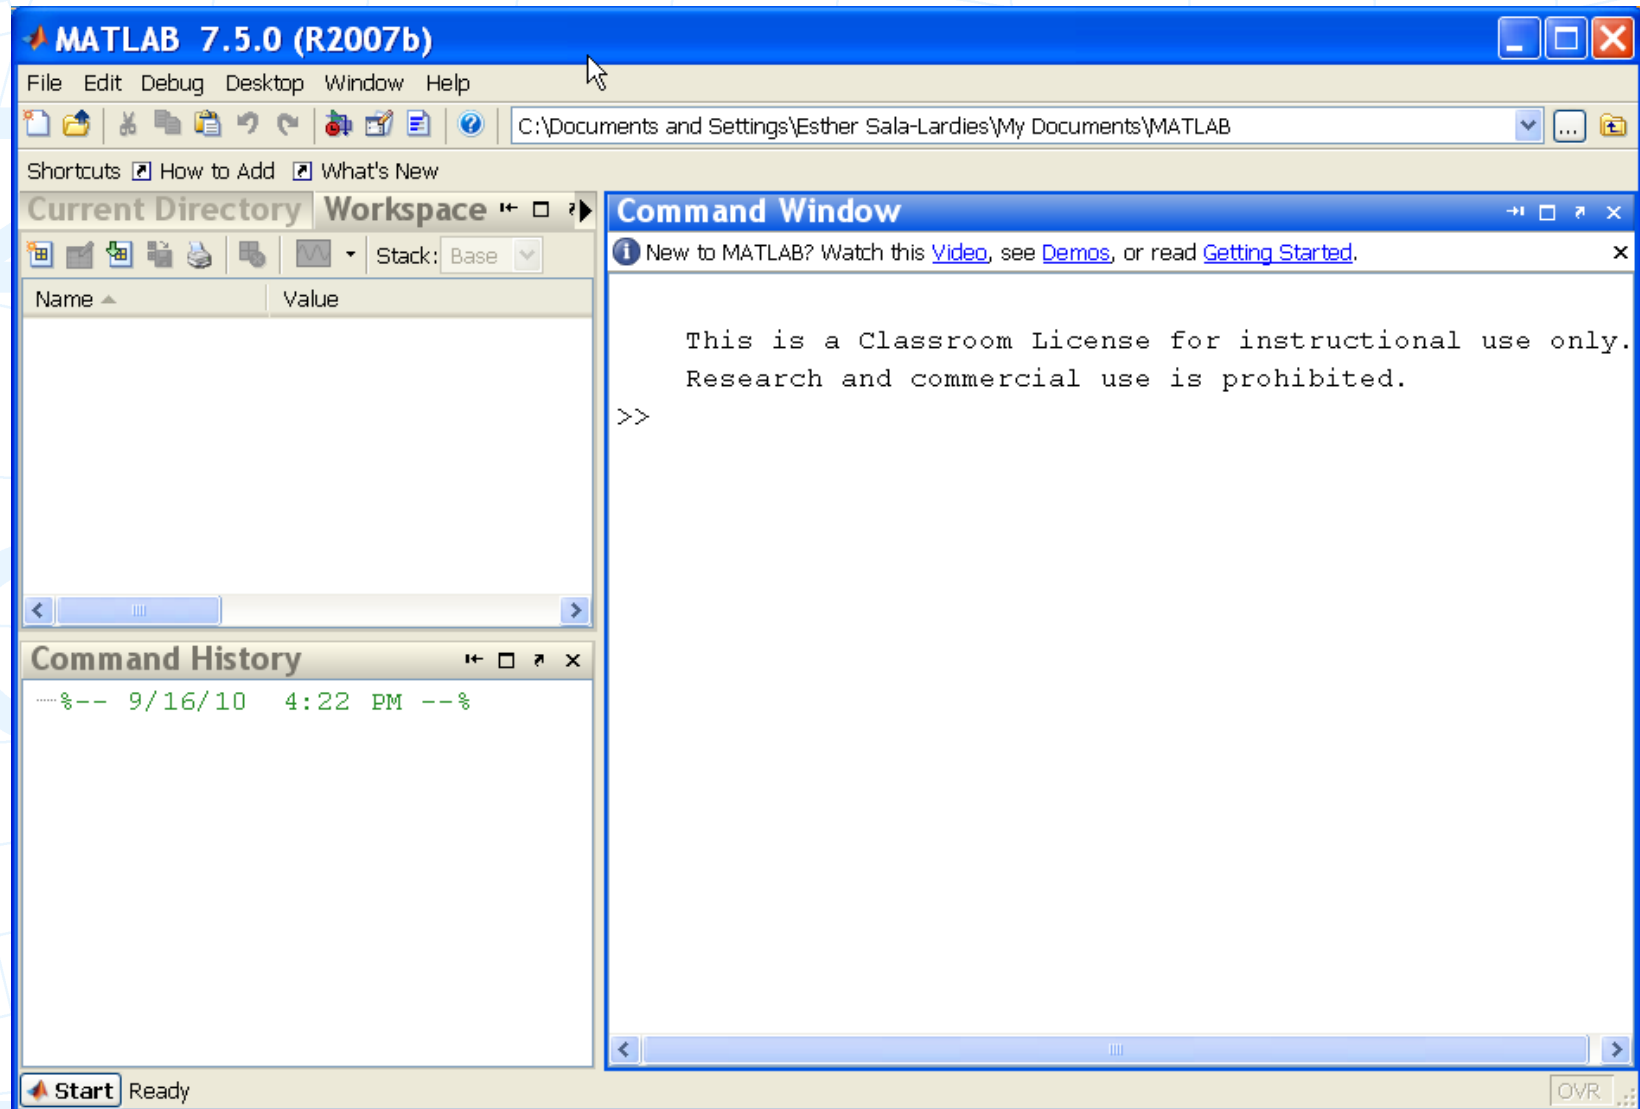 MATLAB 7.5.0 (R2007b)
File Edit Debug Desktop Window Help
C:\Documents and Settings\Esther Sala-Lardies\My Documents\MATLAB
...
Shortcuts How to Add What's New
Current Directory Workspace
Stack: Base
Name Value
Command History
%-- 9/16/10 4:22 PM --%
Command Window
New to MATLAB? Watch this Video, see Demos, or read Getting Started.
This is a Classroom License for instructional use only.
Research and commercial use is prohibited.
>>
Start Ready
OVR